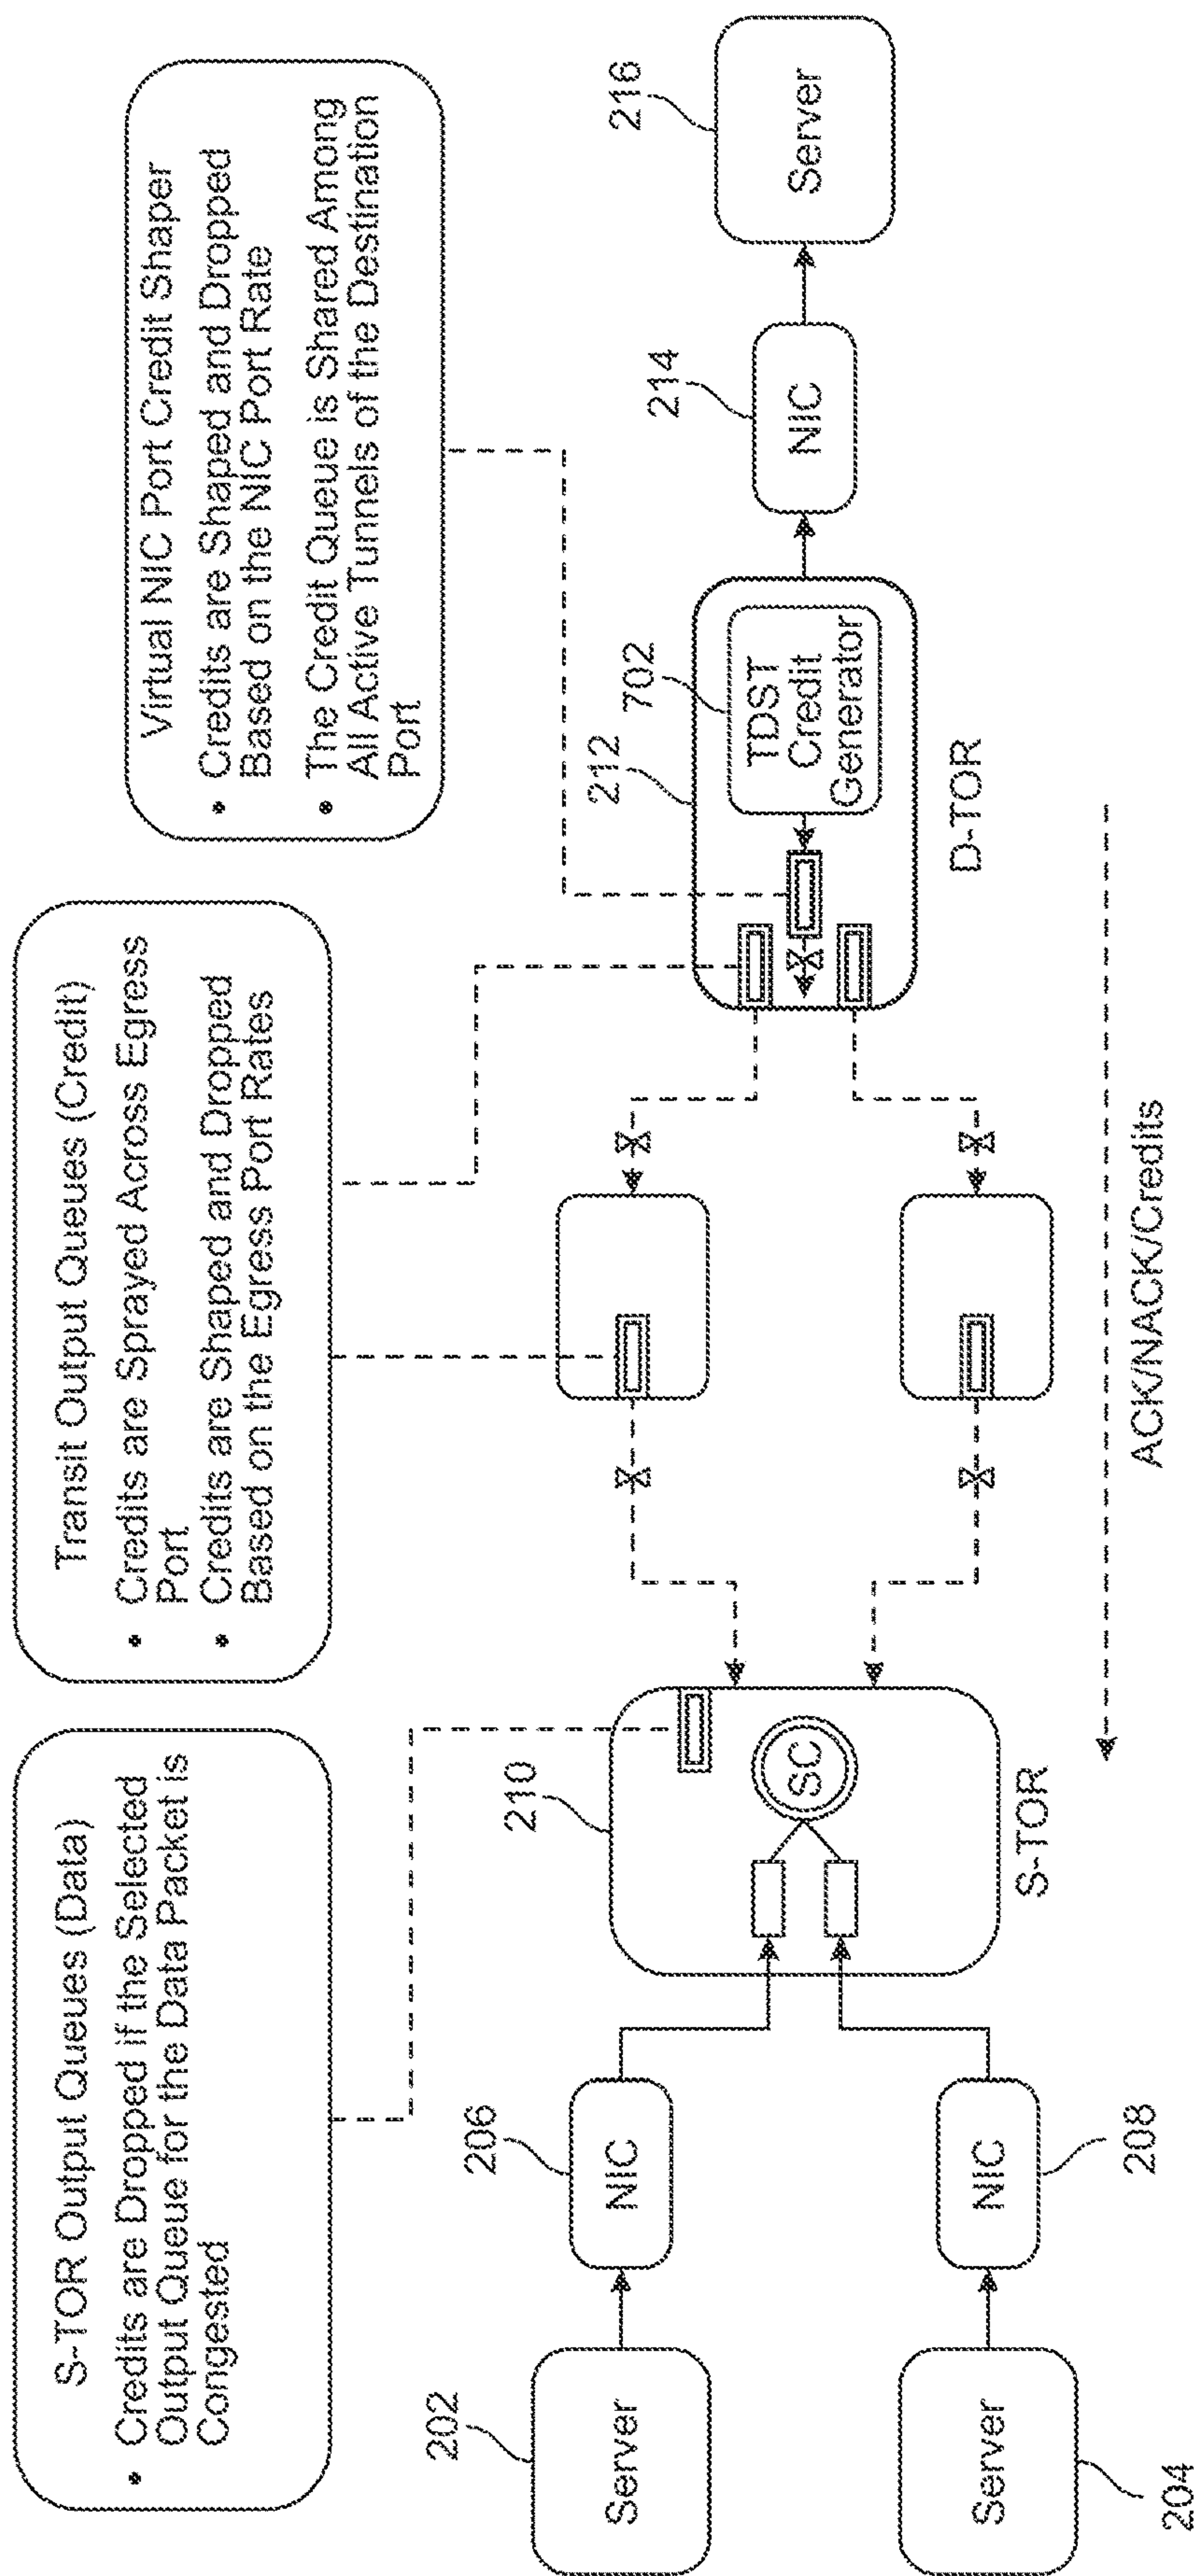 S-TOR Output Queues (Data)
• Credits are Dropped if the Selected
Output Queue for the Data Packet is
Congested
Transit Output Queues (Credit)
• Credits are Sprayed Across Egress
Port
• Credits are Shaped and Dropped
Based on the Egress Port Rates
Virtual NIC Port Credit Shaper
• Credits are Shaped and Dropped
Based on the NIC Port Rate
• The Credit Queue is Shared Among
All Active Tunnels of the Destination
Port
202
Server
206
NIC
204
Server
208
NIC
210
SC
S-TOR
212
702
TDST
Credit
Generator
D-TOR
214
NIC
216
Server
ACK/NACK/Credits